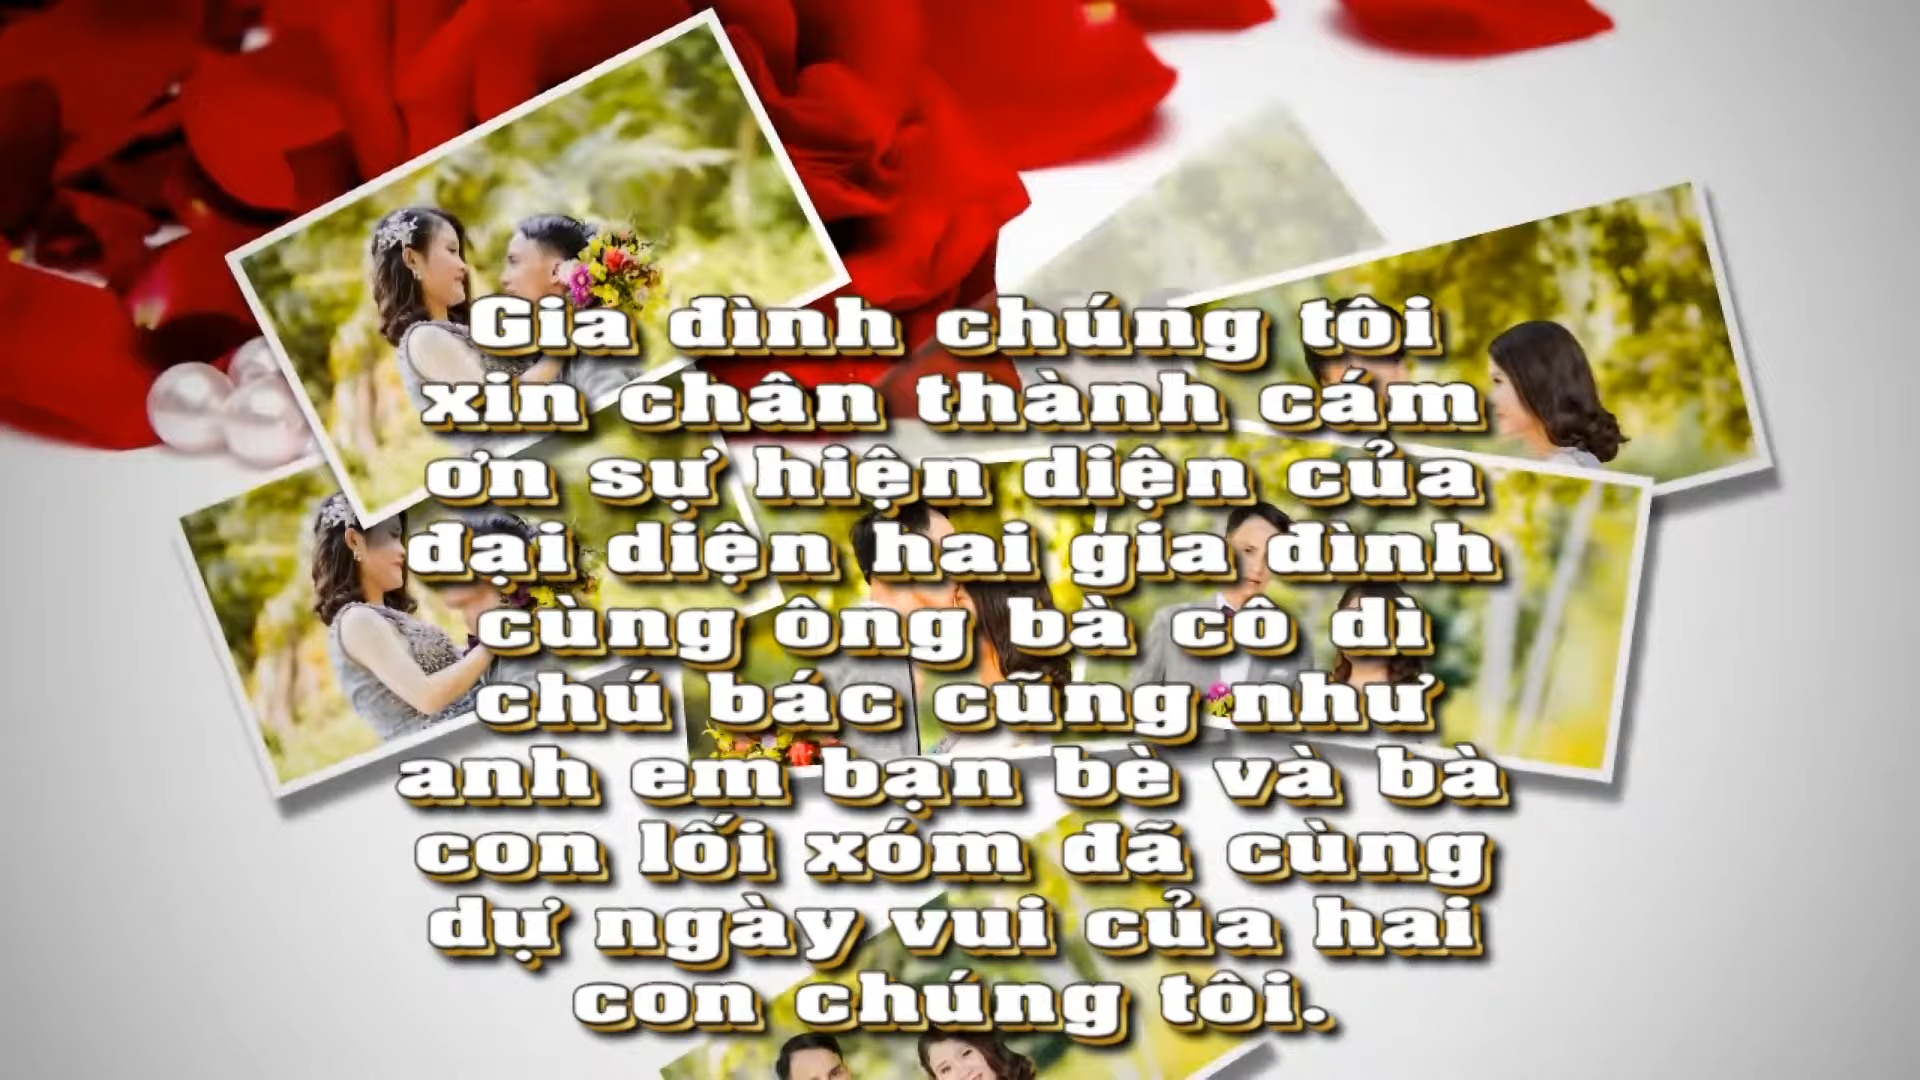 Gia đình chúng tôi
xin chân thành cám
ơn sự hiện diện của
đại diện hai gia đình
cùng ông bà cô dì
chú bác cũng như
anh em bạn bè và bà
con lối xóm đã cùng
dự ngày vui của hai
con chúng tôi.